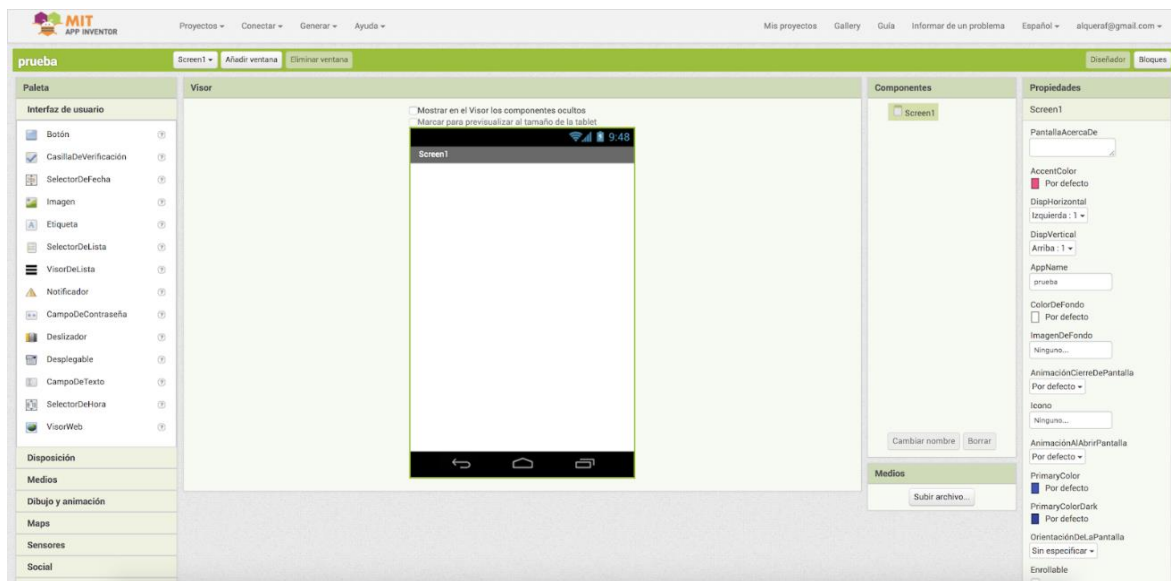 MIT
APP INVENTOR
Proyectos Conectar Generar Ayuda
Mis proyectos Gallery Guía Informar de un problema Español alqueraf@gmail.com
prueba
Screen1 Añadir ventana Eliminar ventana
Diseñador Bloques
Paleta
Interfaz de usuario
Botón
CasillaDeVerificación
SelectorDeFecha
Imagen
Etiqueta
SelectorDeLista
VisorDeLista
Notificador
CampoDeContraseña
Deslizador
Desplegable
CampoDeTexto
SelectorDeHora
VisorWeb
Disposición
Medios
Dibujo y animación
Maps
Sensores
Social
Visor
Mostrar en el Visor los componentes ocultos
Marcar para previsualizar al tamaño de la tablet
9:48
Screen1
Componentes
Screen1
Cambiar nombre Borrar
Medios
Subir archivo...
Propiedades
Screen1
PantallaAcercaDe
AccentColor
Por defecto
DispHorizontal
Izquierda : 1
DispVertical
Arriba : 1
AppName
prueba
ColorDeFondo
Por defecto
ImagenDeFondo
Ninguno...
AnimaciónCierreDePantalla
Por defecto
Icono
Ninguno...
AnimaciónAlAbrirPantalla
Por defecto
PrimaryColor
Por defecto
PrimaryColorDark
Por defecto
OrientaciónDeLaPantalla
Sin especificar
Enrollable